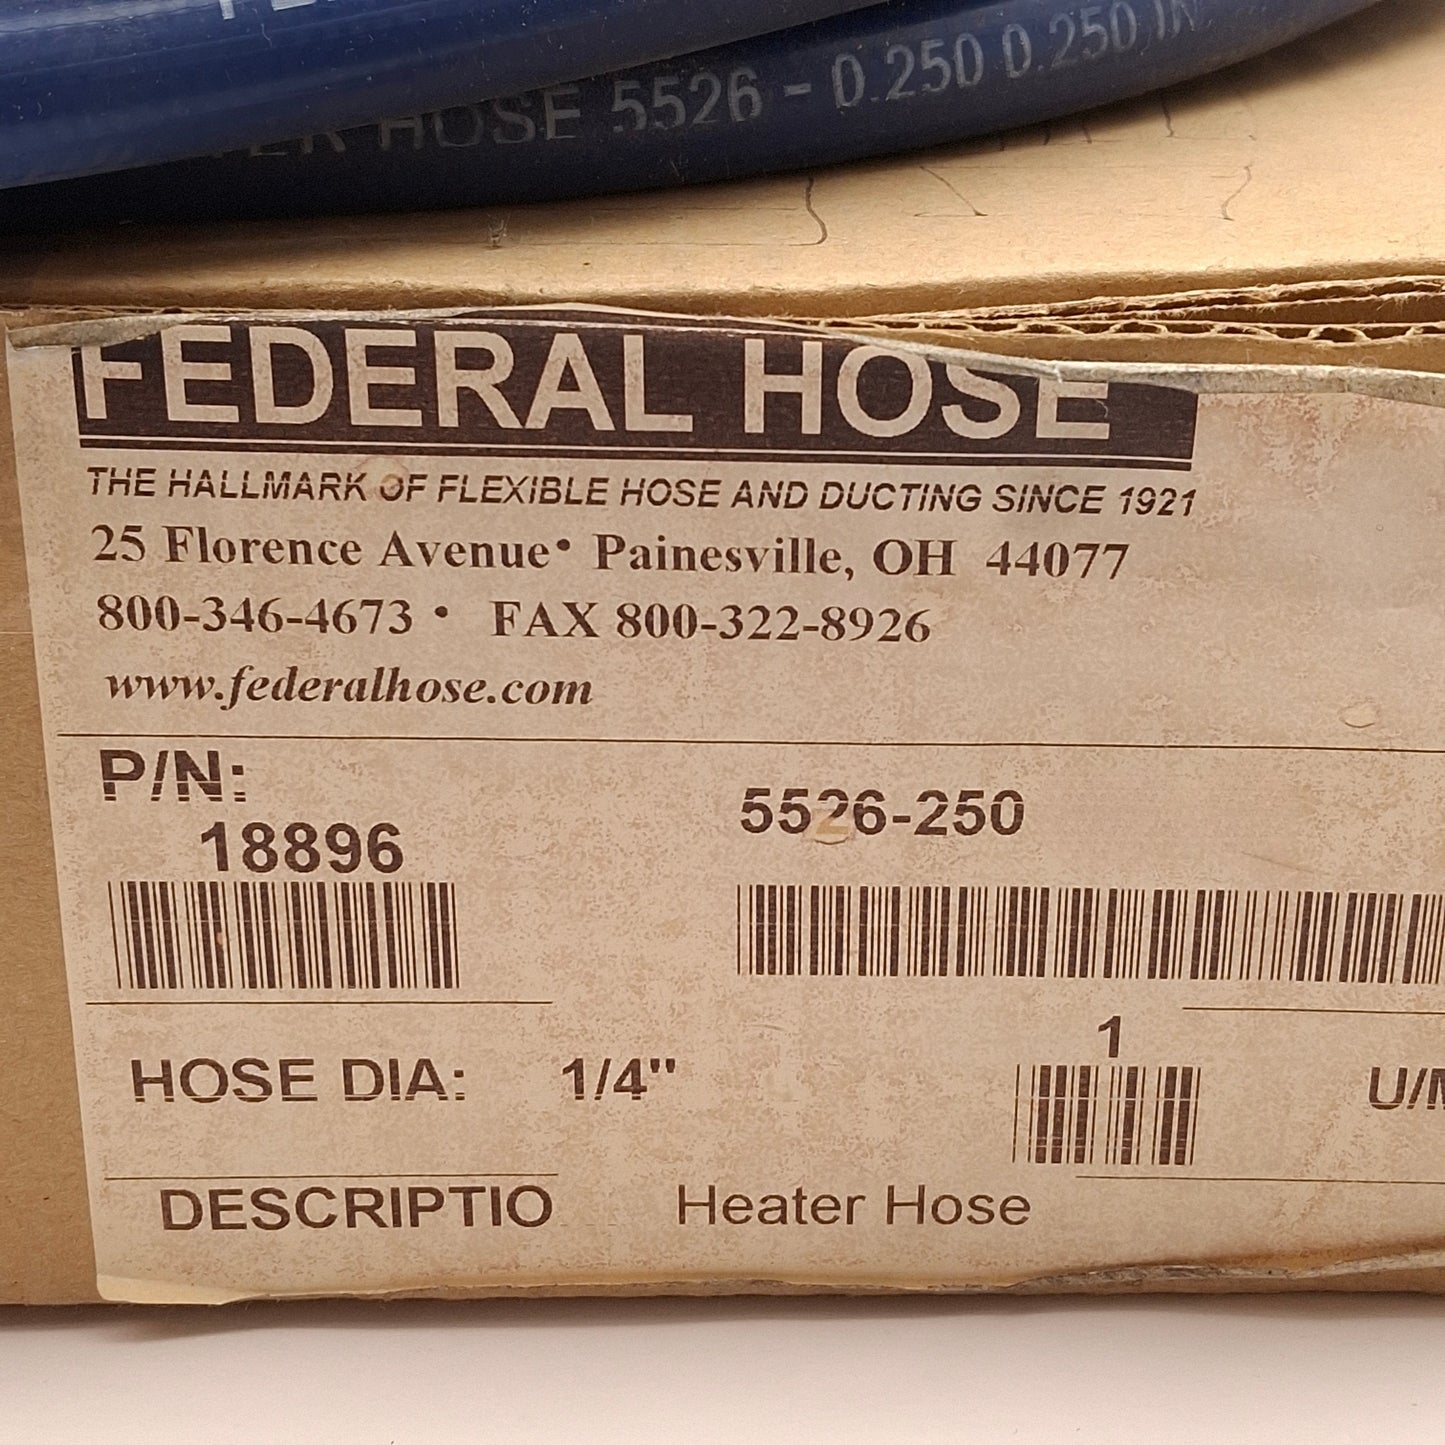 HOSE 5526 - 0.250 0.250 IN
FEDERAL HOSE
THE HALLMARK OF FLEXIBLE HOSE AND DUCTING SINCE 1921
25 Florence Avenue• Painesville, OH 44077
800-346-4673 • FAX 800-322-8926
www.federalhose.com
P/N:
18896
5526-250
HOSE DIA: 1/4"
1
DESCRIPTIO Heater Hose